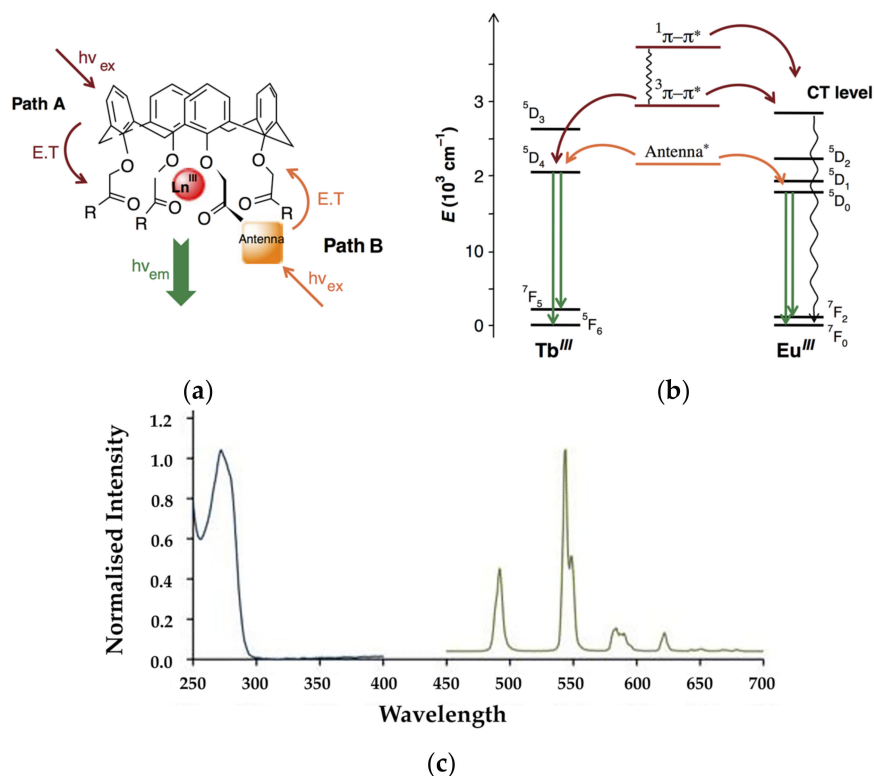 hν ex
Path A
E.T
O O O O
Ln III
O O O O
R R R
E.T
Antenna
Path B
hν em
hν ex
(a)
¹π–π*
³π–π*
CT level
E (10³ cm⁻¹)
3
2
10
0
⁵D₃
⁵D₄
Antenna*
⁵D₂
⁵D₁
⁵D₀
⁷F₅
⁵F₆
⁷F₂
⁷F₀
Tb III
Eu III
(b)
Normalised Intensity
1.2
1.0
0.8
0.6
0.4
0.2
0.0
250 300 350 400 450 500 550 600 650 700
Wavelength
(c)